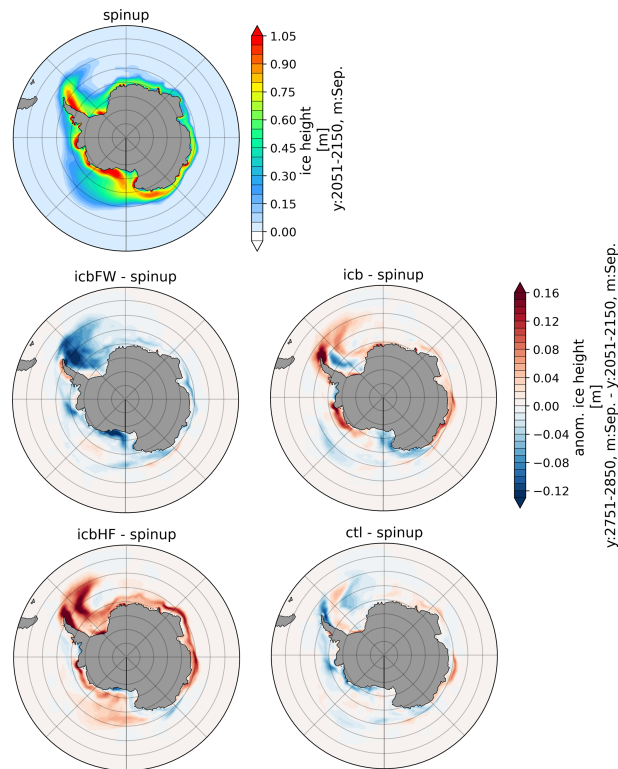 spinup
1.05
0.90
0.75
0.60
0.45
0.30
0.15
0.00
ice height
[m]
y:2051-2150, m:Sep.
icbFW - spinup
icb - spinup
0.16
0.12
0.08
0.04
0.00
−0.04
−0.08
−0.12
anom. ice height
[m]
y:2751-2850, m:Sep. - y:2051-2150, m:Sep.
icbHF - spinup
ctl - spinup